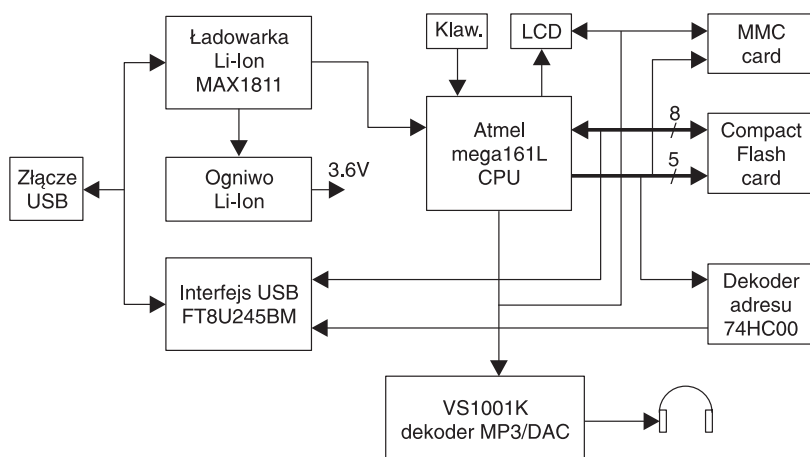 Ładowarka
Li-Ion
MAX1811
Klaw.
LCD
MMC
card
Atmel
mega161L
CPU
8
5
Compact
Flash
card
Złącze
USB
Ogniwo
Li-Ion
3.6V
Interfejs USB
FT8U245BM
Dekoder
adresu
74HC00
VS1001K
dekoder MP3/DAC